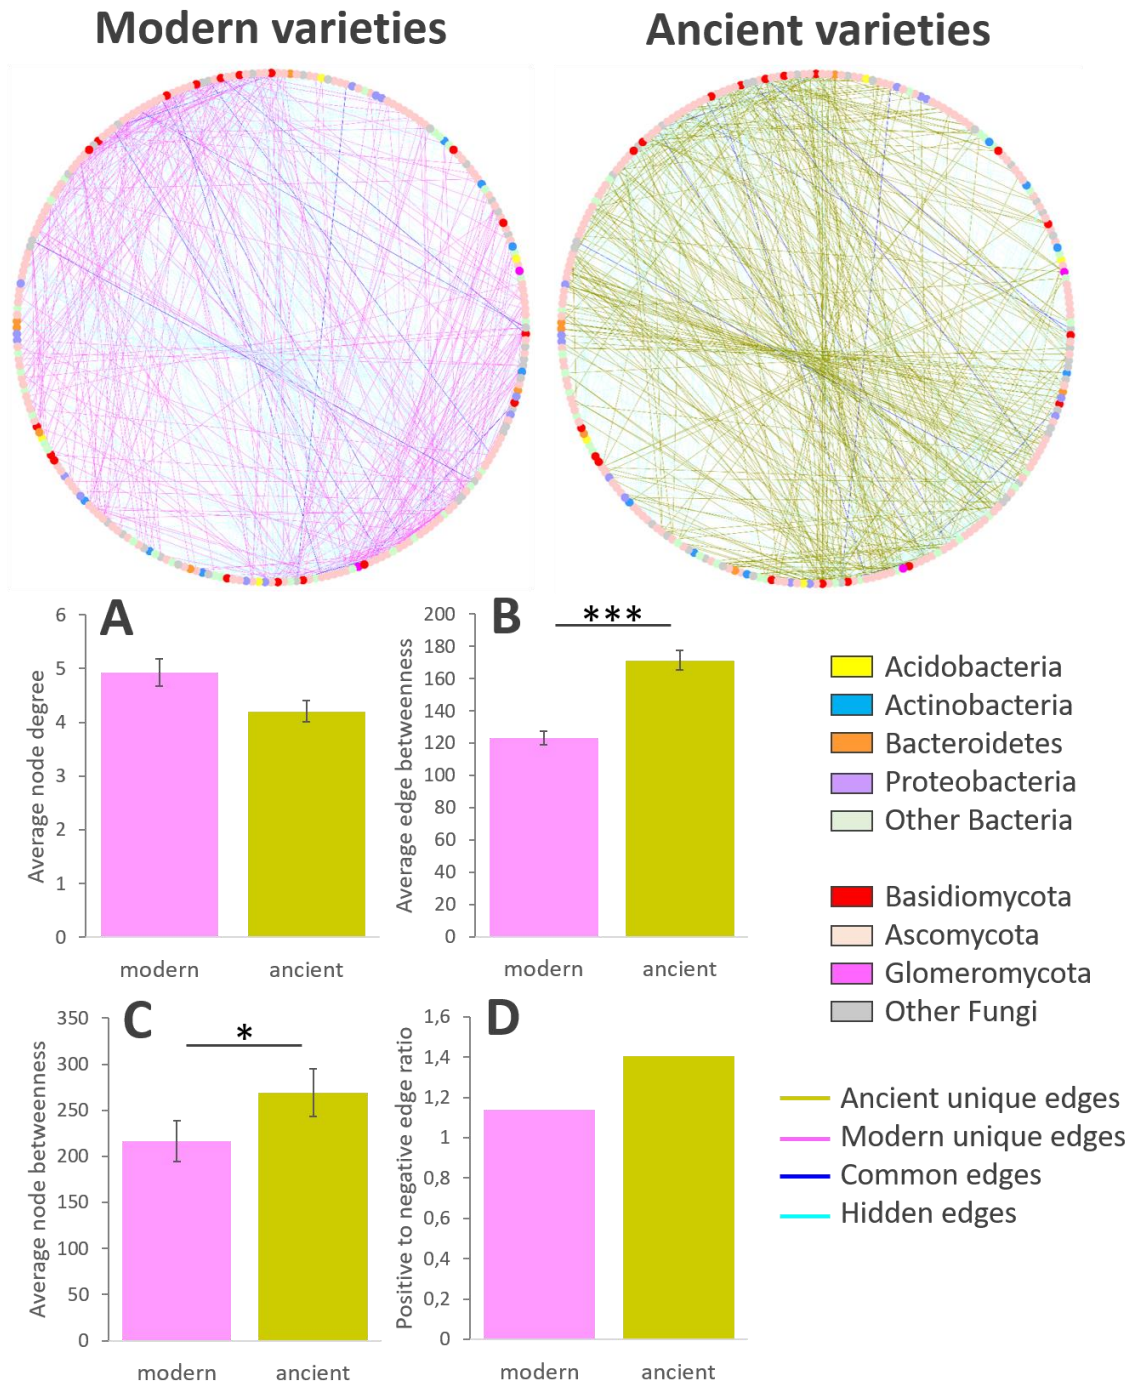 Modern varieties
Ancient varieties
A
Average node degree
6
5
4
3
2
1
0
modern
ancient
B
***
Average edge betweenness
200
180
160
140
120
100
80
60
40
20
0
modern
ancient
Acidobacteria
Actinobacteria
Bacteroidetes
Proteobacteria
Other Bacteria
Basidiomycota
Ascomycota
Glomeromycota
Other Fungi
C
*
Average node betweenness
350
300
250
200
150
100
50
0
modern
ancient
D
Positive to negative edge ratio
1,6
1,4
1,2
1
0,8
0,6
0,4
0,2
0
modern
ancient
Ancient unique edges
Modern unique edges
Common edges
Hidden edges